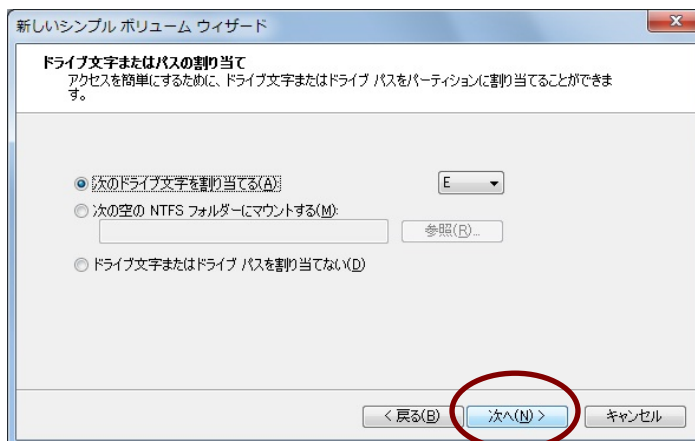 新しいシンプル ボリューム ウィザード
ドライブ文字またはパスの割り当て
アクセスを簡単にするために、ドライブ文字またはドライブ パスをパーティションに割り当てることができま
す。
次のドライブ文字を割り当てる(A):
E
次の空の NTFS フォルダーにマウントする(M):
参照(R)...
ドライブ文字またはドライブ パスを割り当てない(D)
< 戻る(B)
次へ(N) >
キャンセル